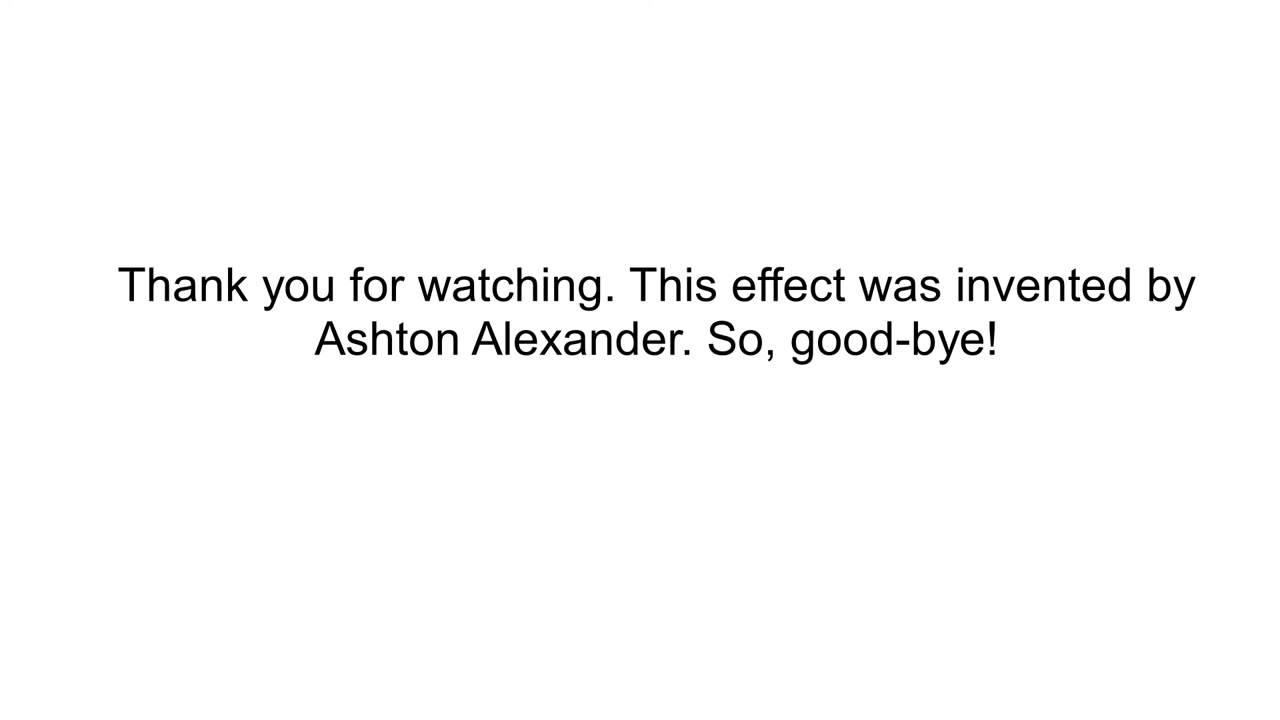 Thank you for watching. This effect was invented by
Ashton Alexander. So, good-bye!